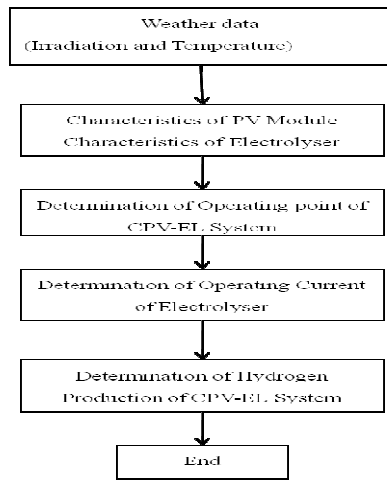 Weather data
(Irradiation and Temperature)
Characteristics of PV Module
Characteristics of Electrolyser
Determination of Operating point of
CPV-EL System
Determination of Operating Current
of Electrolyser
Determination of Hydrogen
Production of CPV-EL System
End